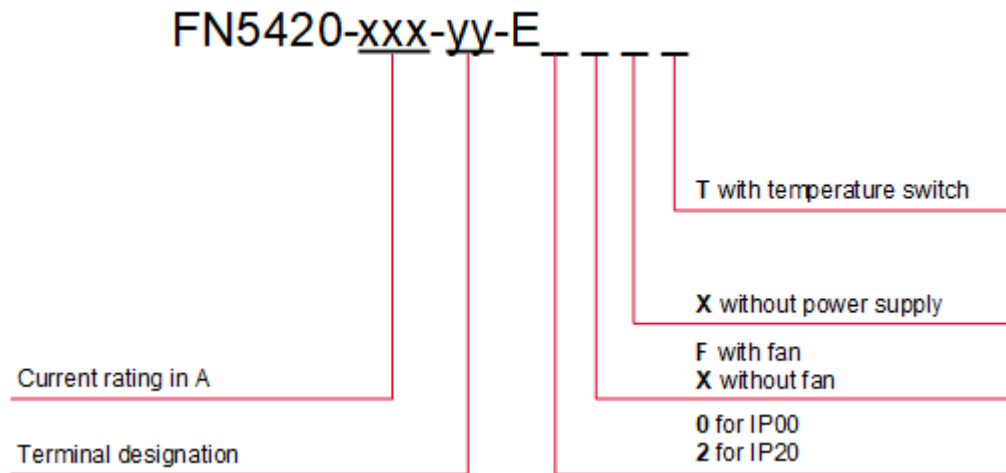 FN5420-xxx-yy-E_ _ _ _
T with temperature switch
X without power supply
F with fan
X without fan
Current rating in A
0 for IP00
2 for IP20
Terminal designation